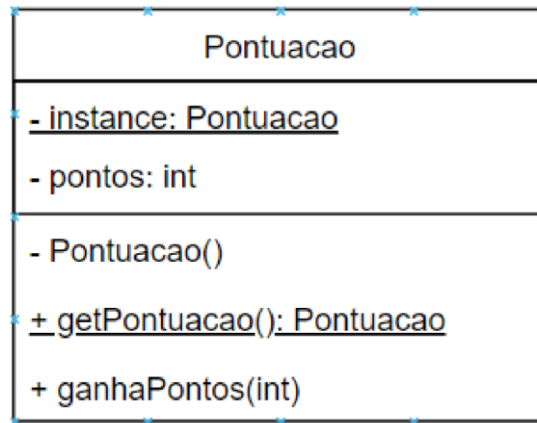 Pontuacao
- instance: Pontuacao
- pontos: int
- Pontuacao()
+ getPontuacao(): Pontuacao
+ ganhaPontos(int)